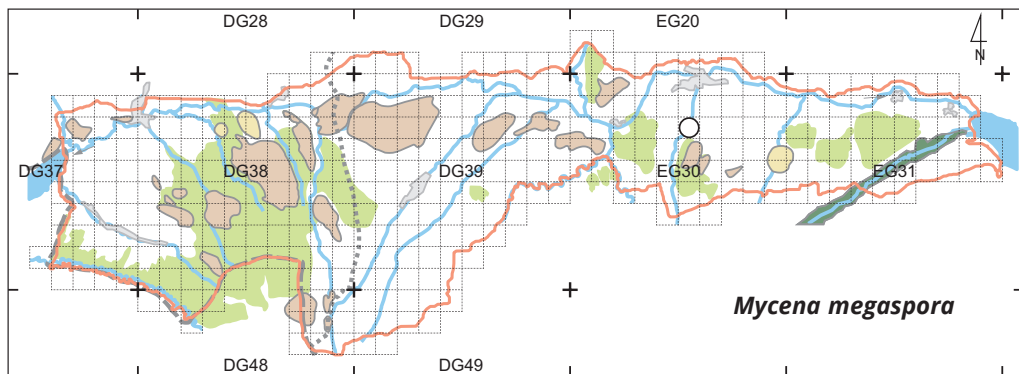 DG28 DG29 EG20
N
DG37 DG38 DG39 EG30 EG31
Mycena megaspora
DG48 DG49